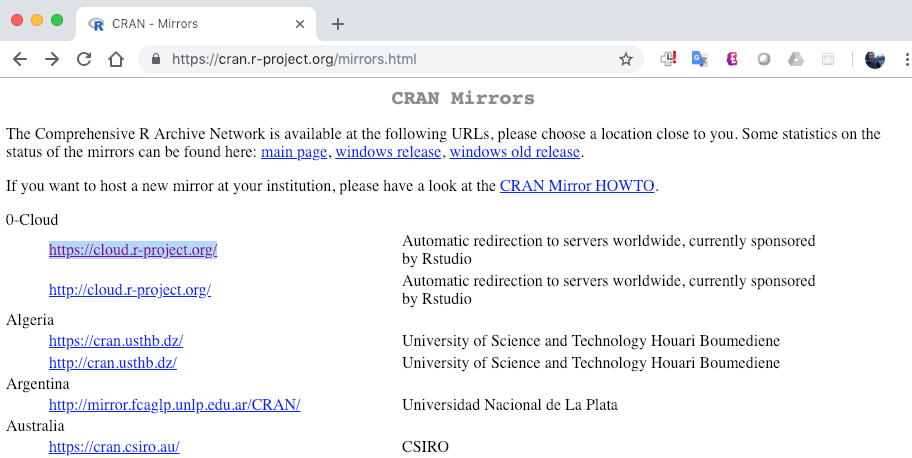 CRAN - Mirrors
https://cran.r-project.org/mirrors.html
CRAN Mirrors
The Comprehensive R Archive Network is available at the following URLs, please choose a location close to you. Some statistics on the
status of the mirrors can be found here: main page, windows release, windows old release.
If you want to host a new mirror at your institution, please have a look at the CRAN Mirror HOWTO.
0-Cloud
https://cloud.r-project.org/ Automatic redirection to servers worldwide, currently sponsored
by Rstudio
http://cloud.r-project.org/ Automatic redirection to servers worldwide, currently sponsored
by Rstudio
Algeria
https://cran.usthb.dz/ University of Science and Technology Houari Boumediene
http://cran.usthb.dz/ University of Science and Technology Houari Boumediene
Argentina
http://mirror.fcaglp.unlp.edu.ar/CRAN/ Universidad Nacional de La Plata
Australia
https://cran.csiro.au/ CSIRO